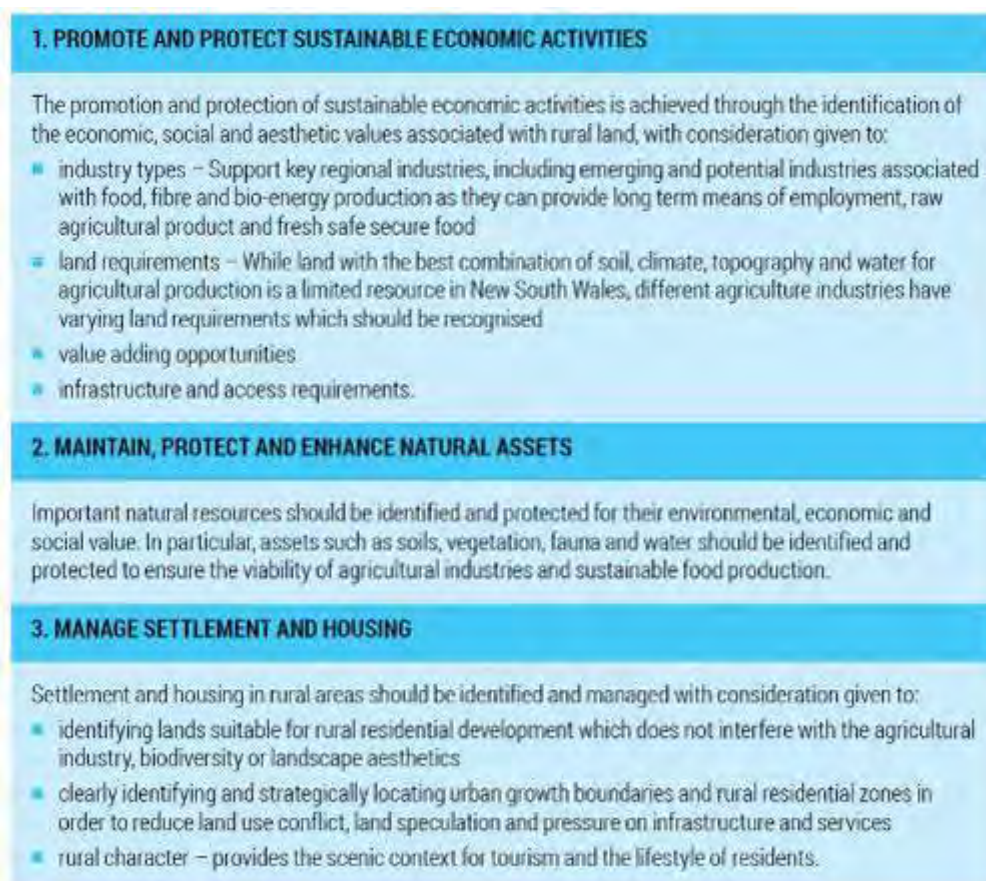 1. PROMOTE AND PROTECT SUSTAINABLE ECONOMIC ACTIVITIES
The promotion and protection of sustainable economic activities is achieved through the identification of
the economic, social and aesthetic values associated with rural land, with consideration given to:
industry types – Support key regional industries, including emerging and potential industries associated
with food, fibre and bio-energy production as they can provide long term means of employment, raw
agricultural product and fresh safe secure food
land requirements – While land with the best combination of soil, climate, topography and water for
agricultural production is a limited resource in New South Wales, different agriculture industries have
varying land requirements which should be recognised
value adding opportunities
infrastructure and access requirements.
2. MAINTAIN, PROTECT AND ENHANCE NATURAL ASSETS
Important natural resources should be identified and protected for their environmental, economic and
social value. In particular, assets such as soils, vegetation, fauna and water should be identified and
protected to ensure the viability of agricultural industries and sustainable food production.
3. MANAGE SETTLEMENT AND HOUSING
Settlement and housing in rural areas should be identified and managed with consideration given to:
identifying lands suitable for rural residential development which does not interfere with the agricultural
industry, biodiversity or landscape aesthetics
clearly identifying and strategically locating urban growth boundaries and rural residential zones in
order to reduce land use conflict, land speculation and pressure on infrastructure and services
rural character – provides the scenic context for tourism and the lifestyle of residents.